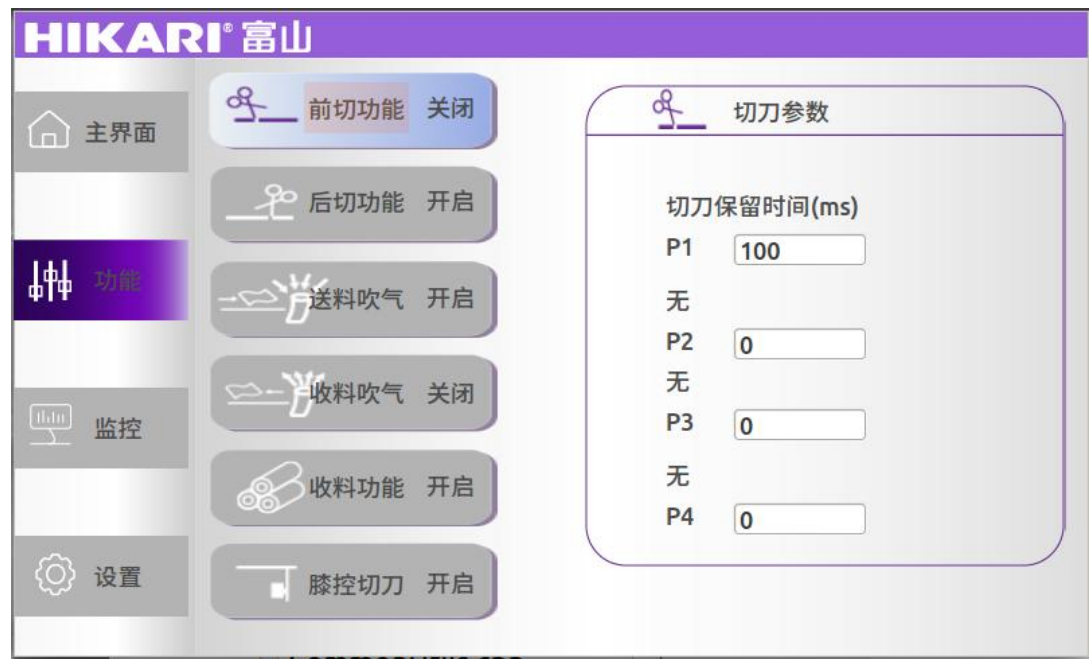 HIKARI® 富山
主界面
功能
监控
设置
前切功能 关闭
后切功能 开启
送料吹气 开启
收料吹气 关闭
收料功能 开启
膝控切刀 开启
切刀参数
切刀保留时间(ms)
P1 100
无
P2 0
无
P3 0
无
P4 0